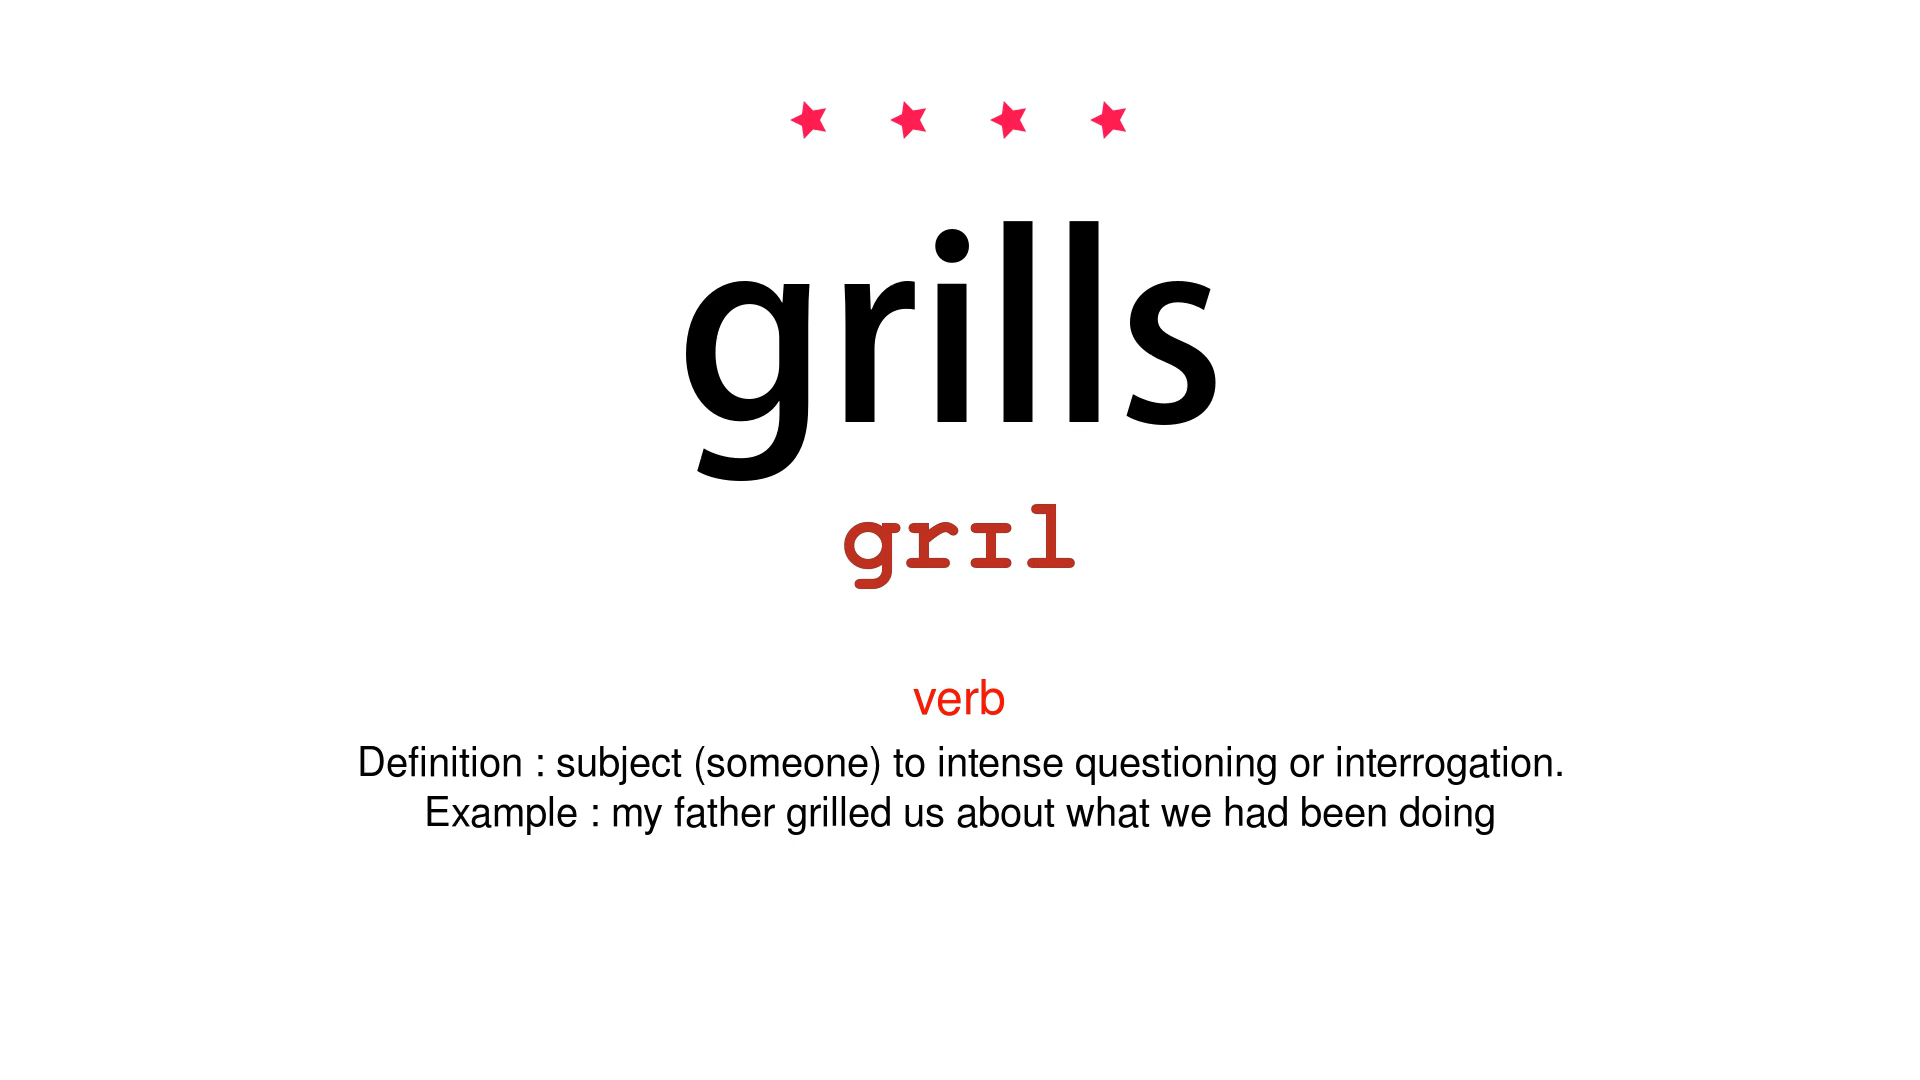 grills
grɪl
verb
Definition : subject (someone) to intense questioning or interrogation.
Example : my father grilled us about what we had been doing